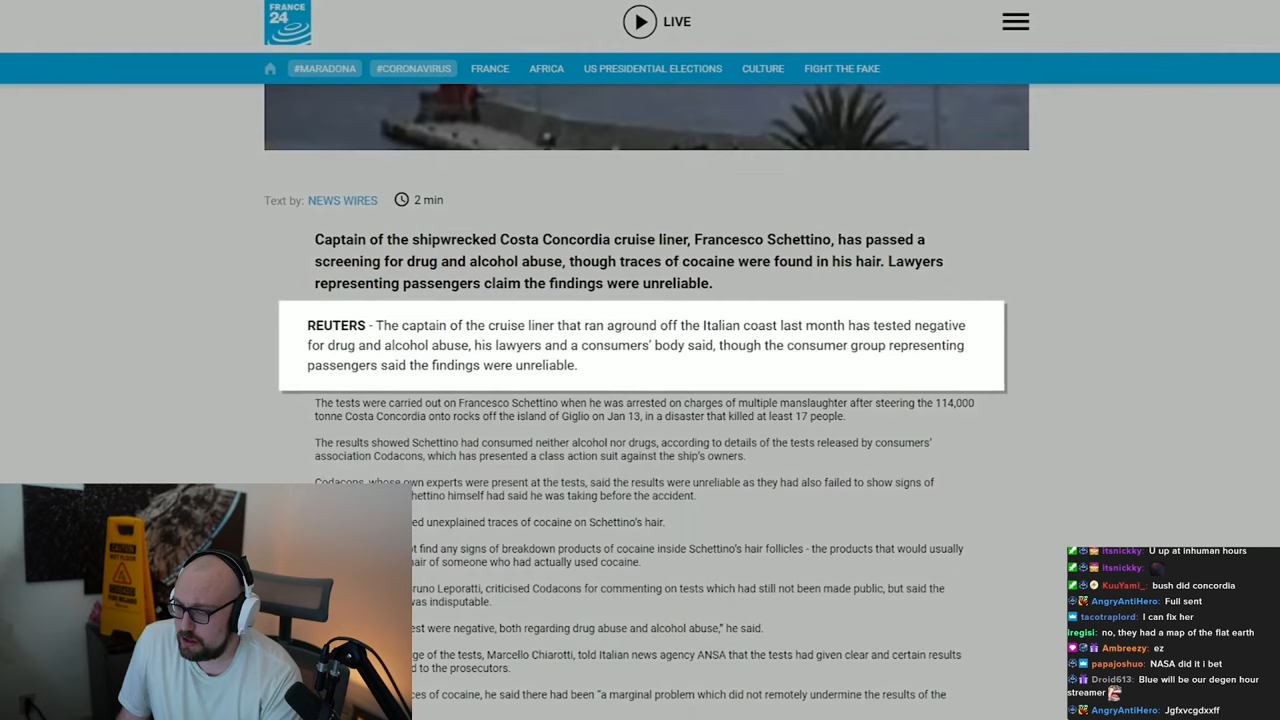 FRANCE
24
LIVE
#MARADONA #CORONAVIRUS FRANCE AFRICA US PRESIDENTIAL ELECTIONS CULTURE FIGHT THE FAKE
Text by: NEWS WIRES 2 min
Captain of the shipwrecked Costa Concordia cruise liner, Francesco Schettino, has passed a
screening for drug and alcohol abuse, though traces of cocaine were found in his hair. Lawyers
representing passengers claim the findings were unreliable.
REUTERS - The captain of the cruise liner that ran aground off the Italian coast last month has tested negative
for drug and alcohol abuse, his lawyers and a consumers' body said, though the consumer group representing
passengers said the findings were unreliable.
The tests were carried out on Francesco Schettino when he was arrested on charges of multiple manslaughter after steering the 114,000
tonne Costa Concordia onto rocks off the island of Giglio on Jan 13, in a disaster that killed at least 17 people.
The results showed Schettino had consumed neither alcohol nor drugs, according to details of the tests released by consumers'
association Codacons, which has presented a class action suit against the ship's owners.
Codacons, whose own experts were present at the tests, said the results were unreliable as they had also failed to show signs of
hettino himself had said he was taking before the accident.
ed unexplained traces of cocaine on Schettino's hair.
t find any signs of breakdown products of cocaine inside Schettino's hair follicles - the products that would usually
air of someone who had actually used cocaine.
runo Leporatti, criticised Codacons for commenting on tests which had still not been made public, but said the
was indisputable.
est were negative, both regarding drug abuse and alcohol abuse," he said.
ge of the tests, Marcello Chiarotti, told Italian news agency ANSA that the tests had given clear and certain results
d to the prosecutors.
ces of cocaine, he said there had been "a marginal problem which did not remotely undermine the results of the
itsnickky: U up at inhuman hours
itsnickky:
KuuYami_: bush did concordia
AngryAntiHero: Full sent
tacotraplord: I can fix her
iregisl: no, they had a map of the flat earth
Ambreezy: ez
papajoshuo: NASA did it i bet
Droid613: Blue will be our degen hour
streamer
AngryAntiHero: Jgfxvcgdxxff